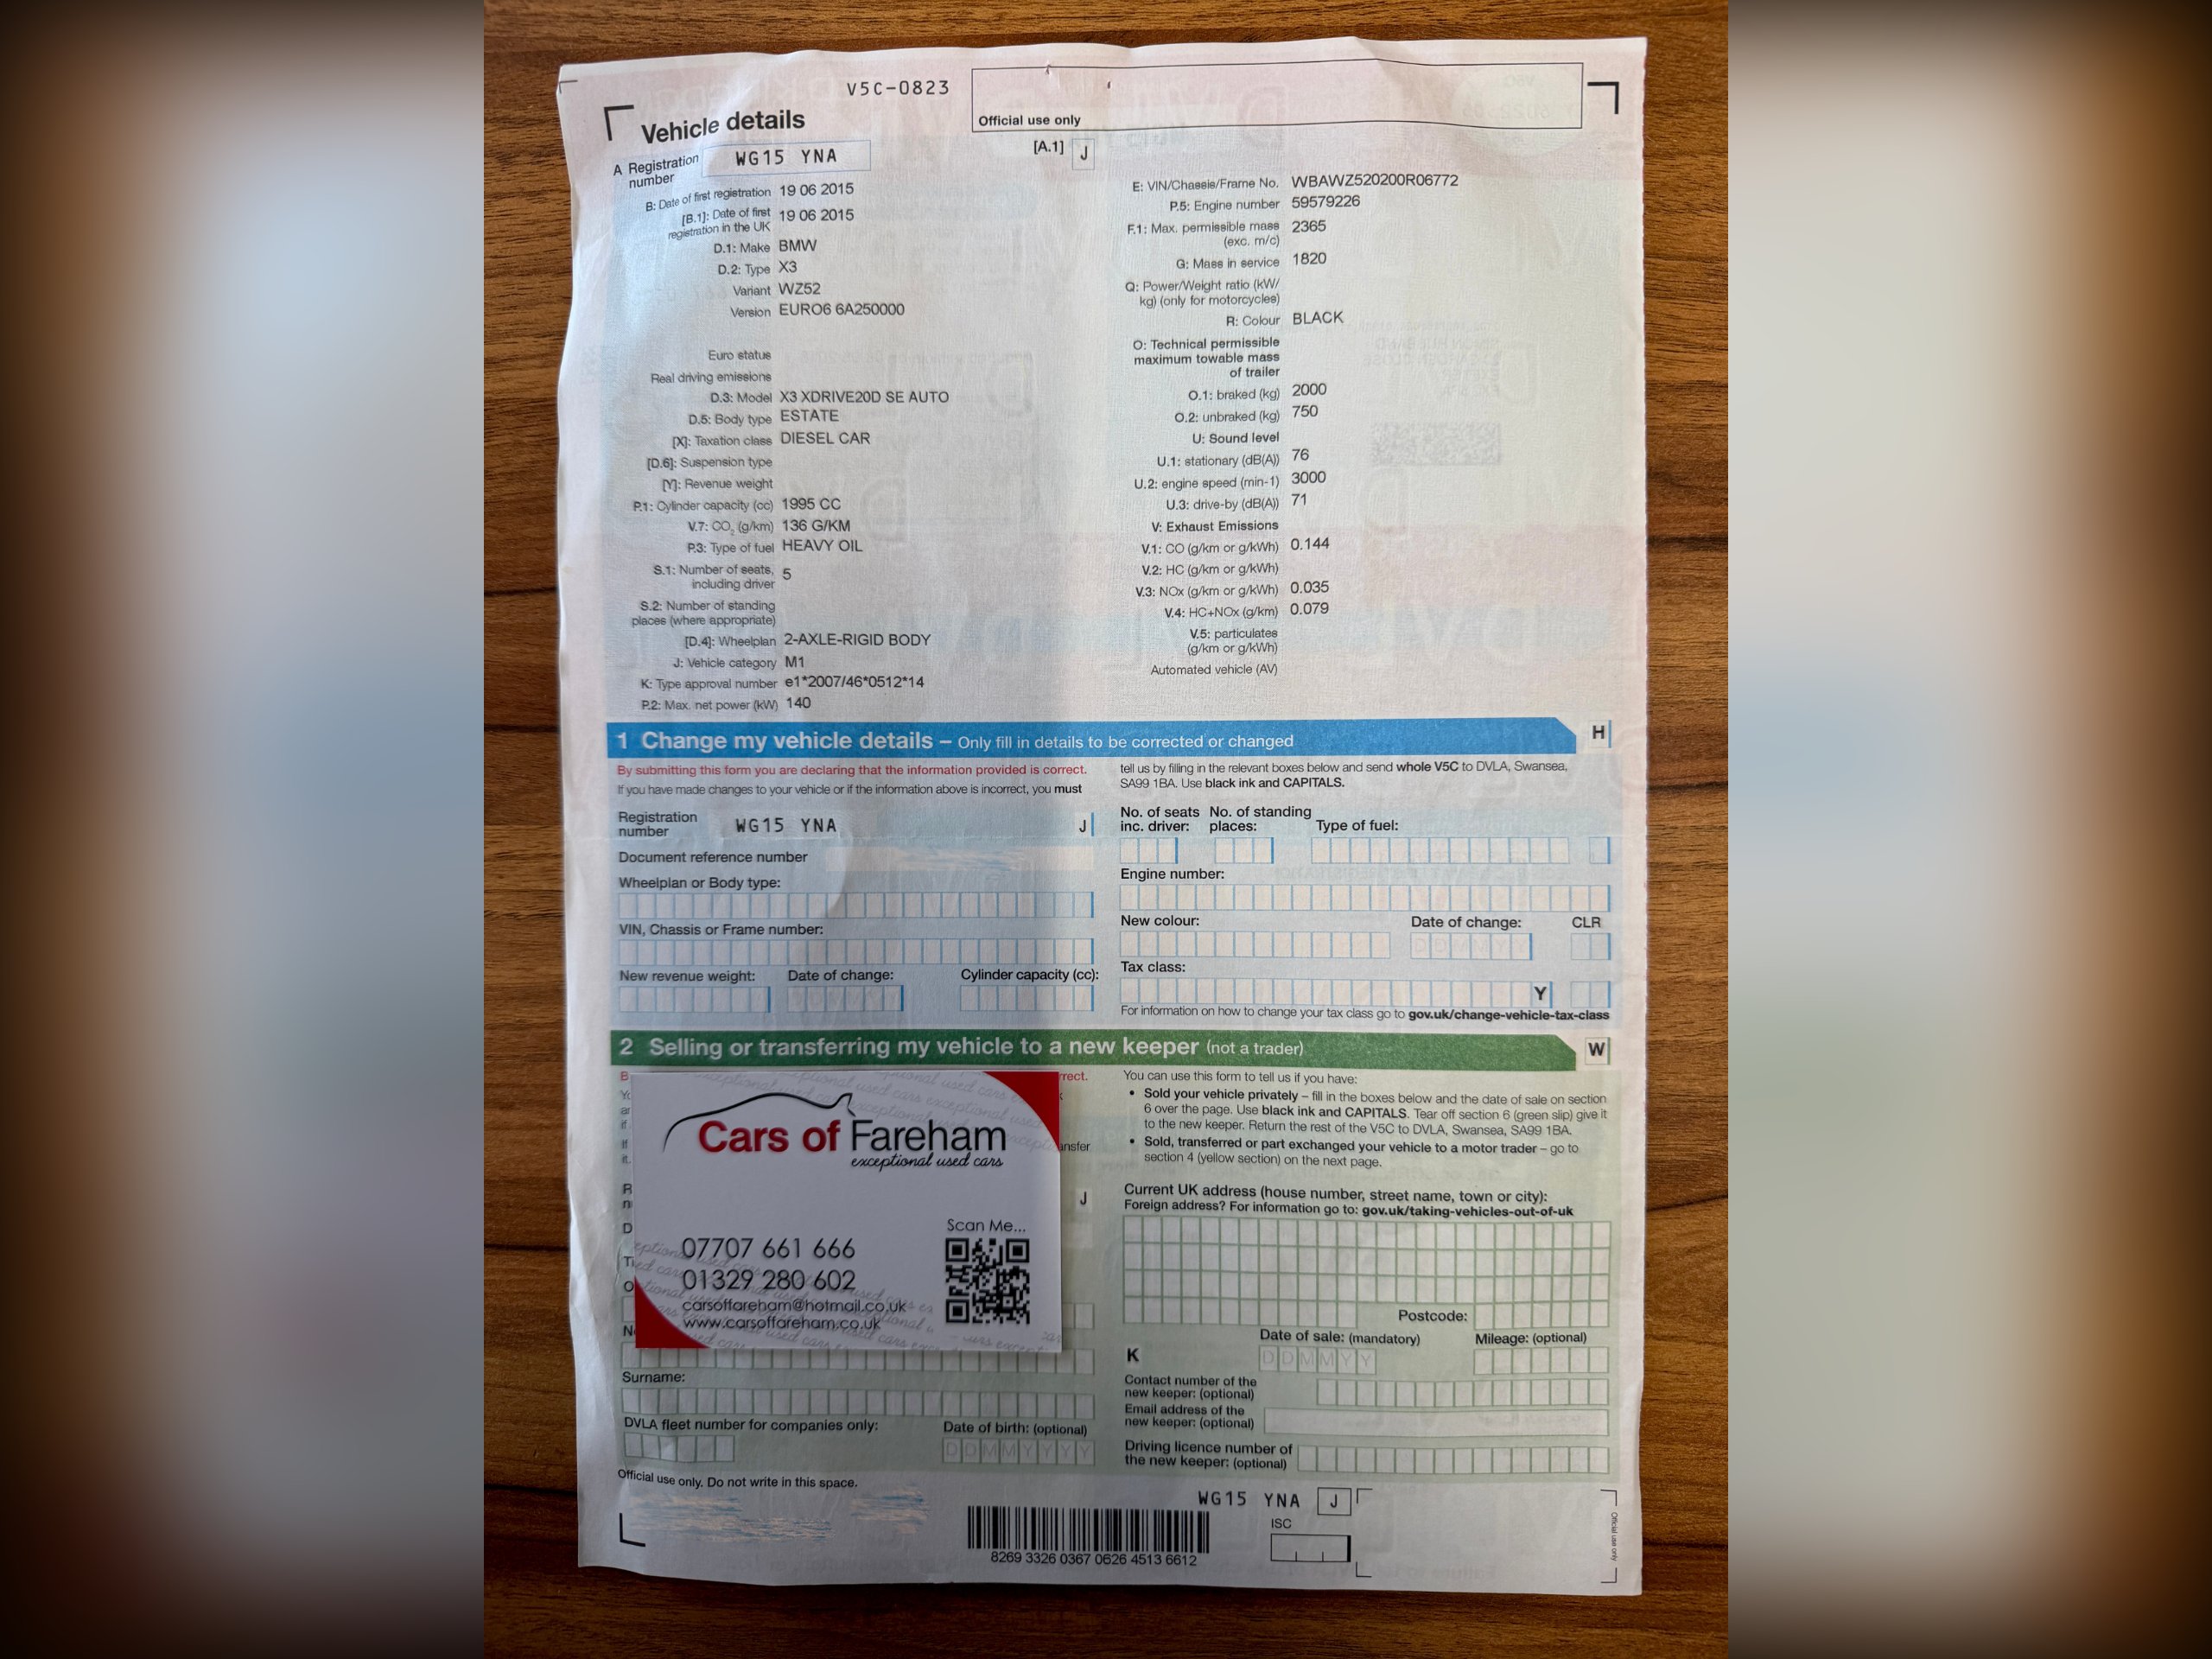 V5C-0823
Official use only
Vehicle details
A Registration number WG15 YNA
[A.1] J
B: Date of first registration 19 06 2015
[B.1]: Date of first registration in the UK 19 06 2015
D.1: Make BMW
D.2: Type X3
Variant WZ52
Version EURO6 6A250000
Euro status
Real driving emissions
D.3: Model X3 XDRIVE20D SE AUTO
D.5: Body type ESTATE
[X]: Taxation class DIESEL CAR
[D.6]: Suspension type
[Y]: Revenue weight
P.1: Cylinder capacity (cc) 1995 CC
V.7: CO2 (g/km) 136 G/KM
P.3: Type of fuel HEAVY OIL
S.1: Number of seats, including driver 5
S.2: Number of standing places (where appropriate)
[D.4]: Wheelplan 2-AXLE-RIGID BODY
J: Vehicle category M1
K: Type approval number e1*2007/46*0512*14
P.2: Max. net power (kW) 140
E: VIN/Chassis/Frame No. WBAWZ520200R06772
P.5: Engine number 59579226
F.1: Max. permissible mass (exc. m/c) 2365
G: Mass in service 1820
Q: Power/Weight ratio (kW/kg) (only for motorcycles)
R: Colour BLACK
O: Technical permissible maximum towable mass of trailer
O.1: braked (kg) 2000
O.2: unbraked (kg) 750
U: Sound level
U.1: stationary (dB(A)) 76
U.2: engine speed (min-1) 3000
U.3: drive-by (dB(A)) 71
V: Exhaust Emissions
V.1: CO (g/km or g/kWh) 0.144
V.2: HC (g/km or g/kWh)
V.3: NOx (g/km or g/kWh) 0.035
V.4: HC+NOx (g/km) 0.079
V.5: particulates (g/km or g/kWh)
Automated vehicle (AV)
1 Change my vehicle details – Only fill in details to be corrected or changed H
By submitting this form you are declaring that the information provided is correct.
If you have made changes to your vehicle or if the information above is incorrect, you must
tell us by filling in the relevant boxes below and send whole V5C to DVLA, Swansea,
SA99 1BA. Use black ink and CAPITALS.
Registration number WG15 YNA J
Document reference number
Wheelplan or Body type:
VIN, Chassis or Frame number:
New revenue weight: Date of change: Cylinder capacity (cc):
No. of seats inc. driver: No. of standing places: Type of fuel:
Engine number:
New colour: Date of change: CLR
DDMMYY
Tax class:
Y
For information on how to change your tax class go to gov.uk/change-vehicle-tax-class
2 Selling or transferring my vehicle to a new keeper (not a trader) W
Cars of Fareham
exceptional used cars
Scan Me...
07707 661 666
01329 280 602
carsoffareham@hotmail.co.uk
www.carsoffareham.co.uk
J
Surname:
DVLA fleet number for companies only: Date of birth: (optional)
DDMMYYYY
You can use this form to tell us if you have:
• Sold your vehicle privately – fill in the boxes below and the date of sale on section
6 over the page. Use black ink and CAPITALS. Tear off section 6 (green slip) give it
to the new keeper. Return the rest of the V5C to DVLA, Swansea, SA99 1BA.
• Sold, transferred or part exchanged your vehicle to a motor trader – go to
section 4 (yellow section) on the next page.
Current UK address (house number, street name, town or city):
Foreign address? For information go to: gov.uk/taking-vehicles-out-of-uk
Postcode:
Date of sale: (mandatory) Mileage: (optional)
K DDMMYY
Contact number of the new keeper: (optional)
Email address of the new keeper: (optional)
Driving licence number of the new keeper: (optional)
Official use only. Do not write in this space.
WG15 YNA J
ISC
8269 3326 0367 0626 4513 6612
Official use only